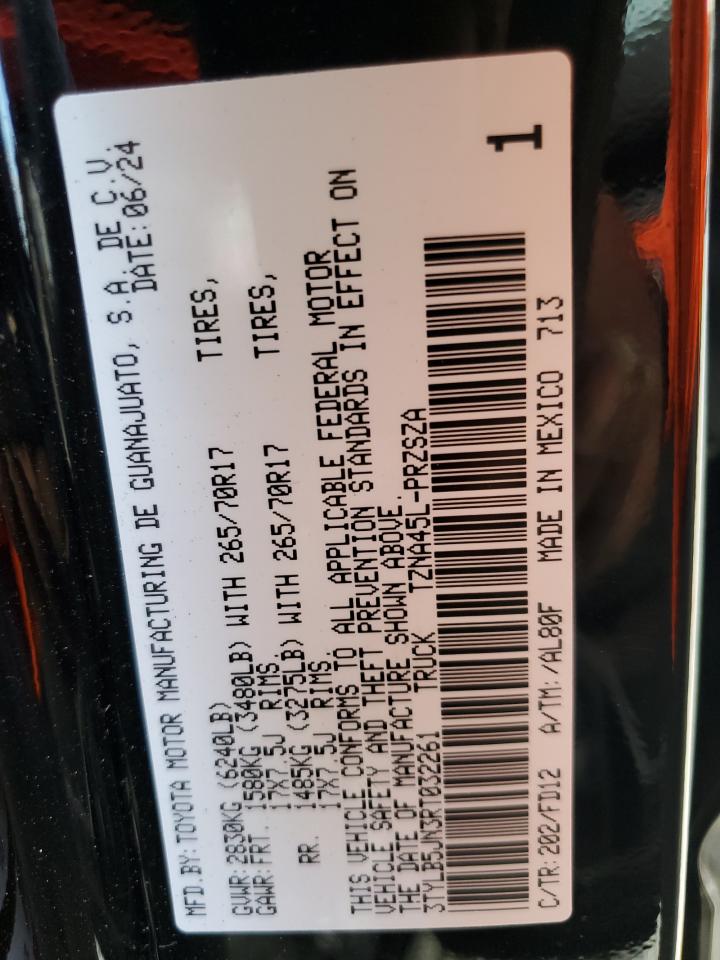 MFD.BY: TOYOTA MOTOR MANUFACTURING DE GUANAJUATO, S.A. DE C.V.
DATE: 06/24
GVWR: 2830KG (6240LB)
GAWR: FRT. 1580KG (3480LB) WITH 265/70R17 TIRES,
17X7.5J RIMS.
RR. 1485KG (3275LB) WITH 265/70R17 TIRES,
17X7.5J RIMS.
THIS VEHICLE CONFORMS TO ALL APPLICABLE FEDERAL MOTOR
VEHICLE SAFETY AND THEFT PREVENTION STANDARDS IN EFFECT ON
THE DATE OF MANUFACTURE SHOWN ABOVE.
3TYLB5JN3RT032261 TRUCK TZNA45L-PRZSZA
1
C/TR: 202/FD12 A/TM: /AL80F MADE IN MEXICO 713